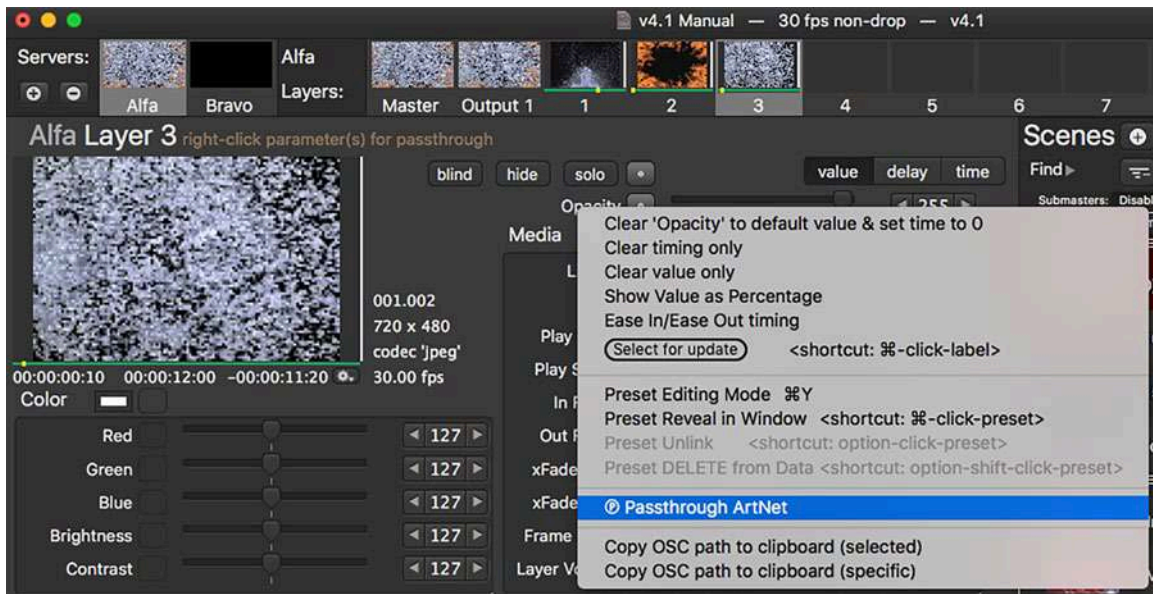 v4.1 Manual — 30 fps non-drop — v4.1
Servers:
Alfa
Bravo
Alfa
Layers:
Master
Output 1
1
2
3
4
5
6
7
Alfa Layer 3 right-click parameter(s) for passthrough
Scenes
blind
hide
solo
value
delay
time
Find
Submasters:
Opacity
255
Media
001.002
720 x 480
codec 'jpeg'
30.00 fps
00:00:00:10 00:00:12:00 -00:00:11:20
Color
Red
127
Green
127
Blue
127
Brightness
127
Contrast
127
Play
Play
In
Out
xFade
xFade
Frame
Layer
Clear 'Opacity' to default value & set time to 0
Clear timing only
Clear value only
Show Value as Percentage
Ease In/Ease Out timing
Select for update <shortcut: ⌘-click-label>
Preset Editing Mode ⌘Y
Preset Reveal in Window <shortcut: ⌘-click-preset>
Preset Unlink <shortcut: option-click-preset>
Preset DELETE from Data <shortcut: option-shift-click-preset>
Ⓟ Passthrough ArtNet
Copy OSC path to clipboard (selected)
Copy OSC path to clipboard (specific)